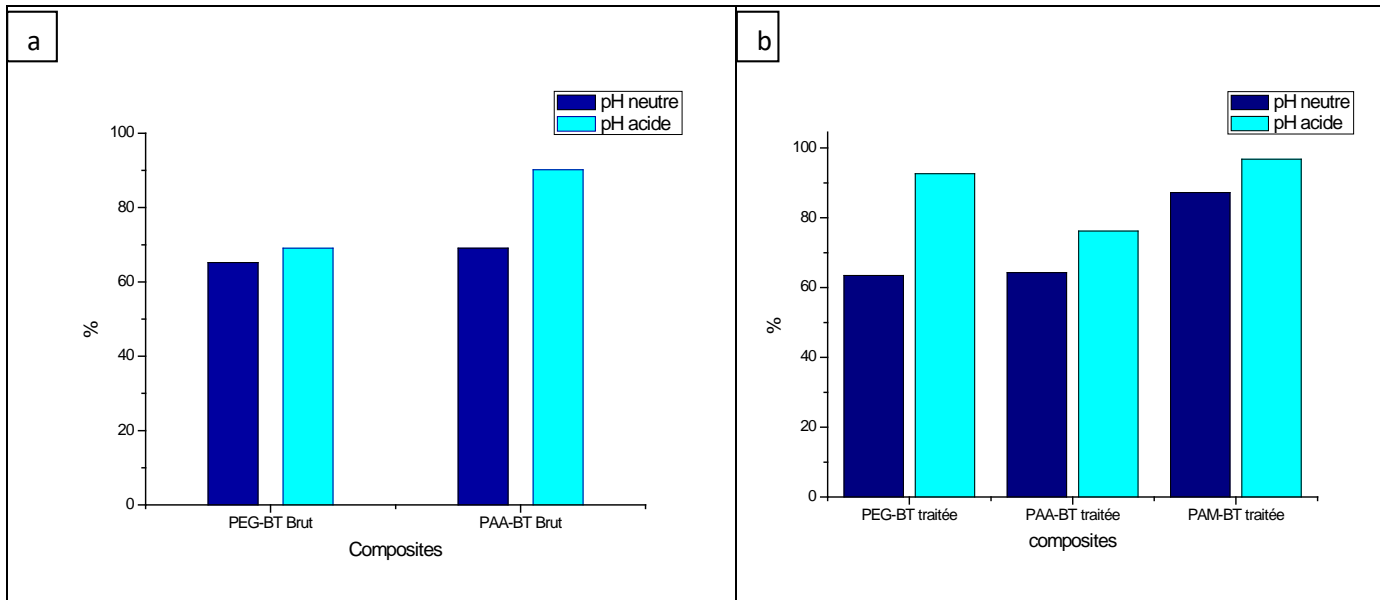 a
pH neutre
pH acide
100
80
60
40
20
0
%
PEG-BT Brut
PAA-BT Brut
Composites
b
pH neutre
pH acide
100
80
60
40
20
0
%
PEG-BT traitée
PAA-BT traitée
PAM-BT traitée
composites